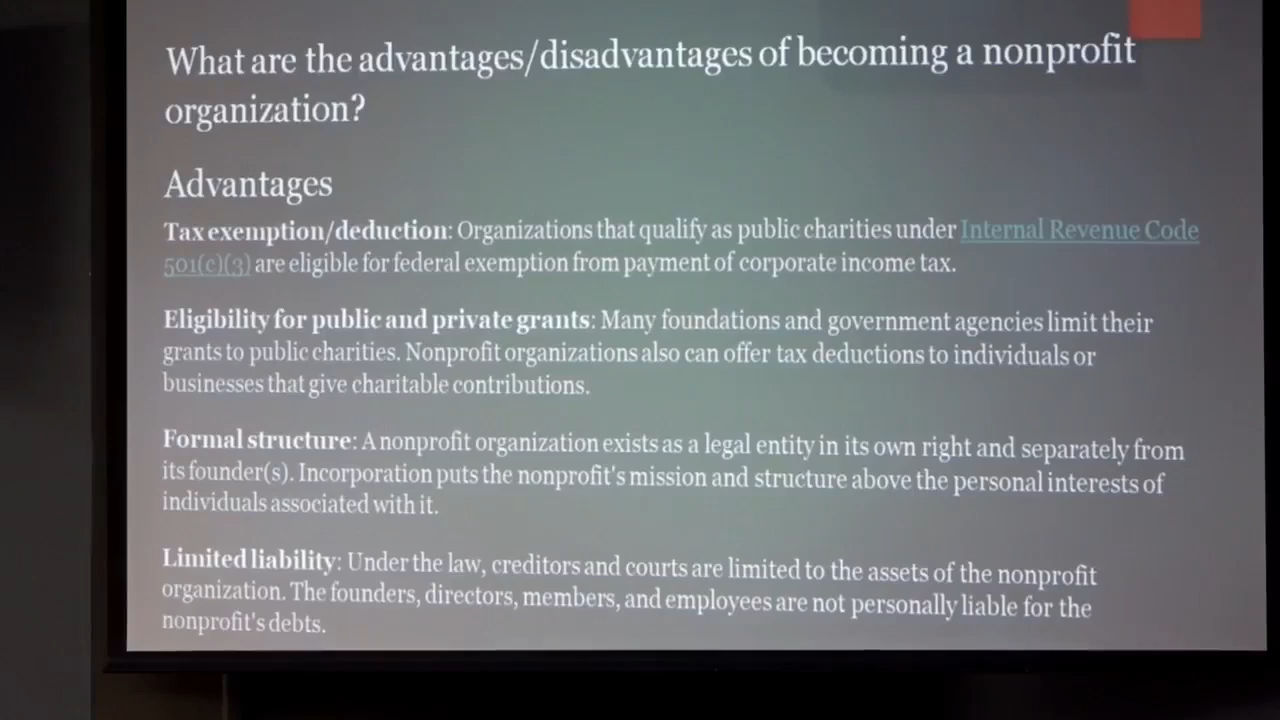 What are the advantages/disadvantages of becoming a nonprofit
organization?
Advantages
Tax exemption/deduction: Organizations that qualify as public charities under Internal Revenue Code
501(c)(3) are eligible for federal exemption from payment of corporate income tax.
Eligibility for public and private grants: Many foundations and government agencies limit their
grants to public charities. Nonprofit organizations also can offer tax deductions to individuals or
businesses that give charitable contributions.
Formal structure: A nonprofit organization exists as a legal entity in its own right and separately from
its founder(s). Incorporation puts the nonprofit's mission and structure above the personal interests of
individuals associated with it.
Limited liability: Under the law, creditors and courts are limited to the assets of the nonprofit
organization. The founders, directors, members, and employees are not personally liable for the
nonprofit's debts.